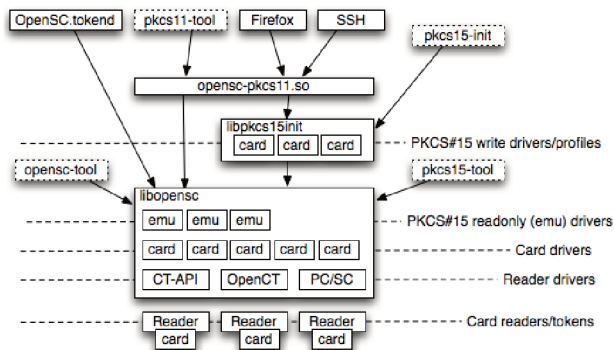 OpenSC.tokend
pkcs11-tool
Firefox
SSH
pkcs15-init
opensc-pkcs11.so
libpkcs15init
card card card
PKCS#15 write drivers/profiles
opensc-tool
pkcs15-tool
libopensc
emu emu emu
PKCS#15 readonly (emu) drivers
card card card card card
Card drivers
CT-API OpenCT PC/SC
Reader drivers
Reader Reader Reader
Card readers/tokens
card card card